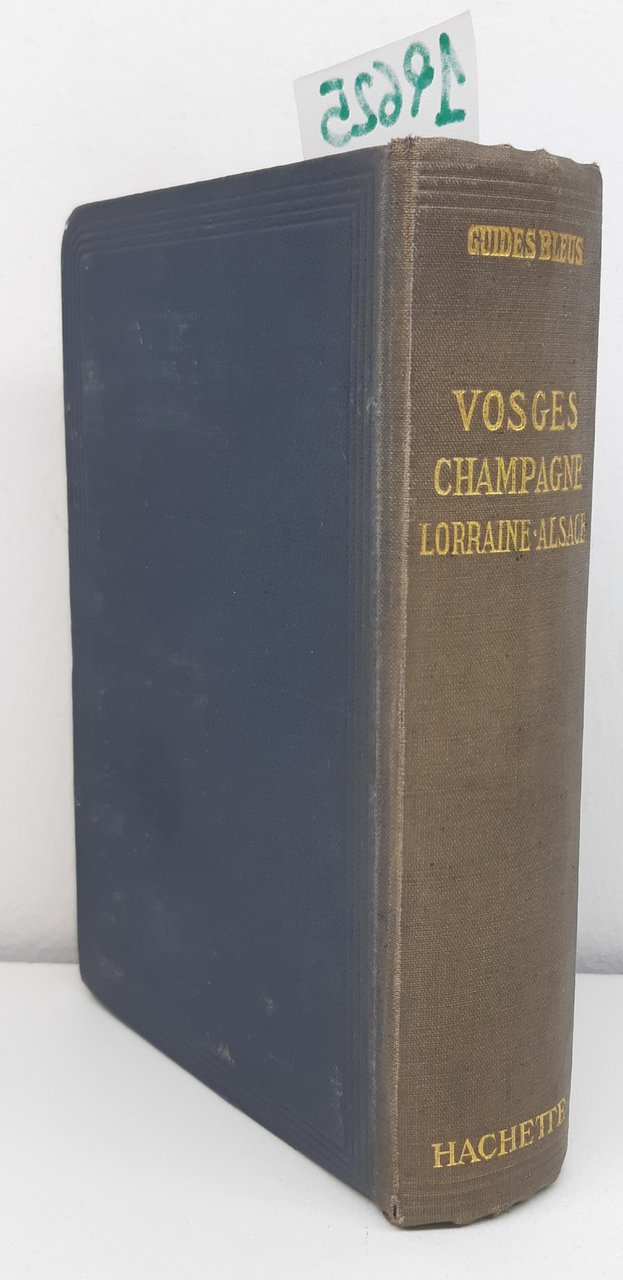 19625
GUIDES BLEUS
VOSGES
CHAMPAGNE
LORRAINE·ALSACE
HACHETTE